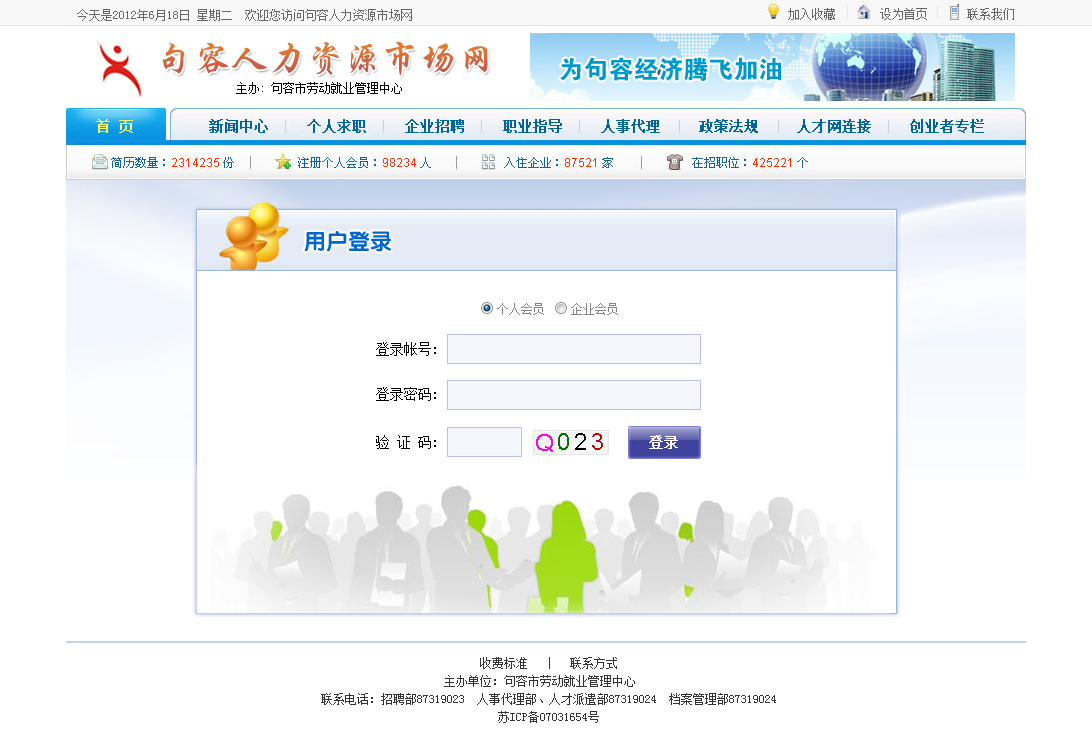 今天是2012年6月18日 星期二 欢迎您访问句容人力资源市场网 加入收藏 设为首页 联系我们
句容人力资源市场网
主办：句容市劳动就业管理中心
为句容经济腾飞加油
首 页 新闻中心 个人求职 企业招聘 职业指导 人事代理 政策法规 人才网连接 创业者专栏
简历数量：2314235 份 | 注册个人会员：98234 人 | 入住企业：87521 家 | 在招职位：425221 个
用户登录
个人会员 企业会员
登录帐号：
登录密码：
验 证 码： Q023 登录
收费标准 | 联系方式
主办单位：句容市劳动就业管理中心
联系电话：招聘部87319023 人事代理部、人才派遣部87319024 档案管理部87319024
苏ICP备07031654号